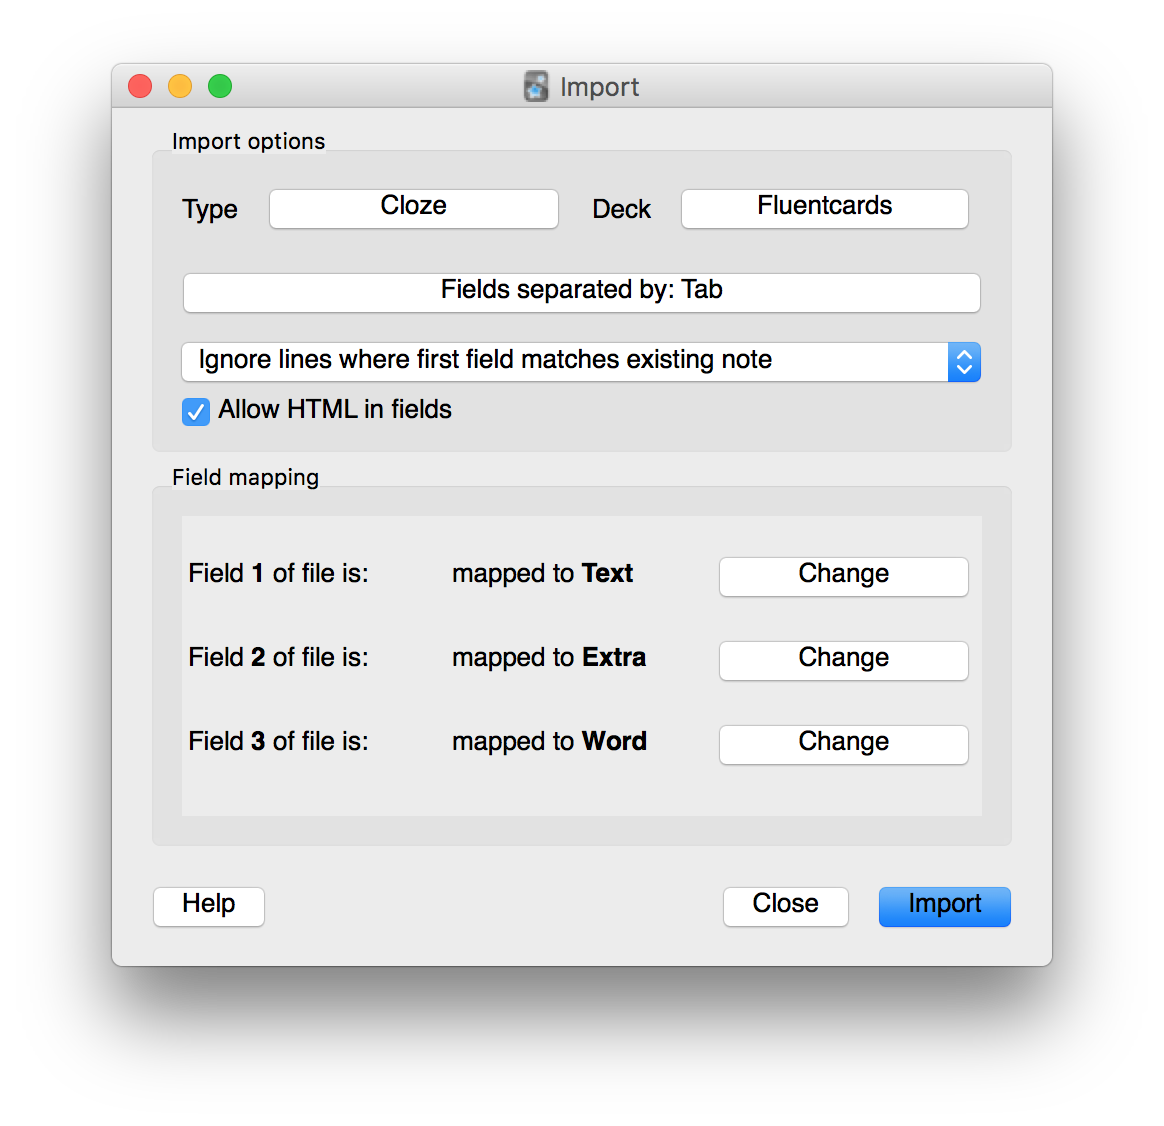 Import
Import options
Type Cloze Deck Fluentcards
Fields separated by: Tab
Ignore lines where first field matches existing note
Allow HTML in fields
Field mapping
Field 1 of file is: mapped to Text Change
Field 2 of file is: mapped to Extra Change
Field 3 of file is: mapped to Word Change
Help Close Import